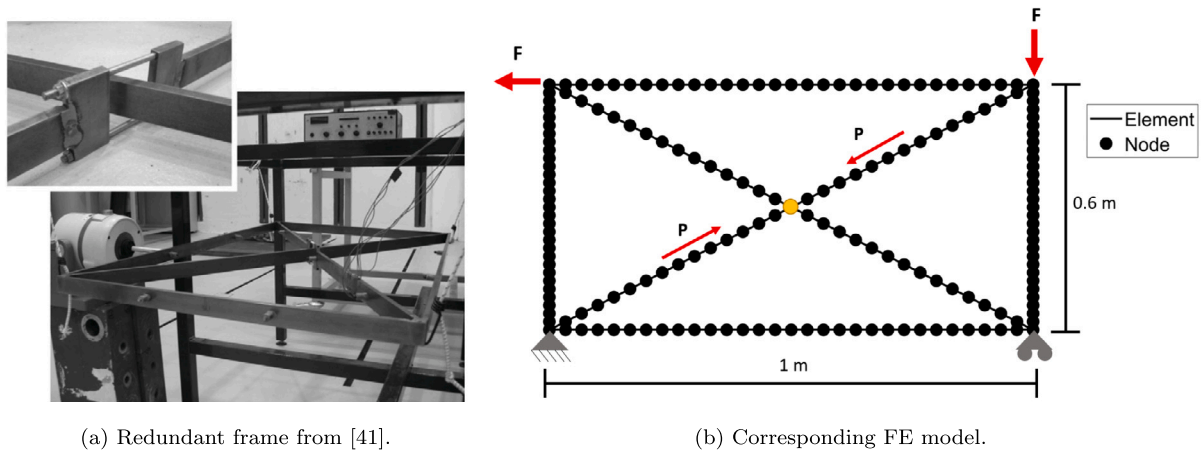 F
F
P
P
Element
Node
0.6 m
1 m
(a) Redundant frame from [41].
(b) Corresponding FE model.